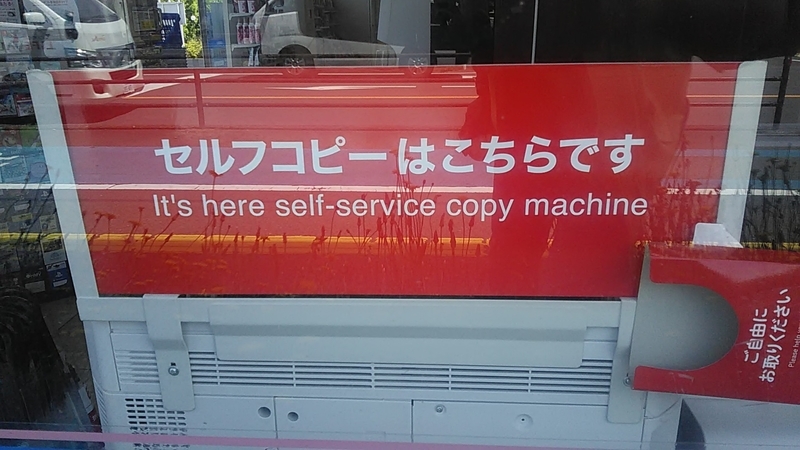 セルフコピーはこちらです
It's here self-service copy machine
ご自由に
お取りください